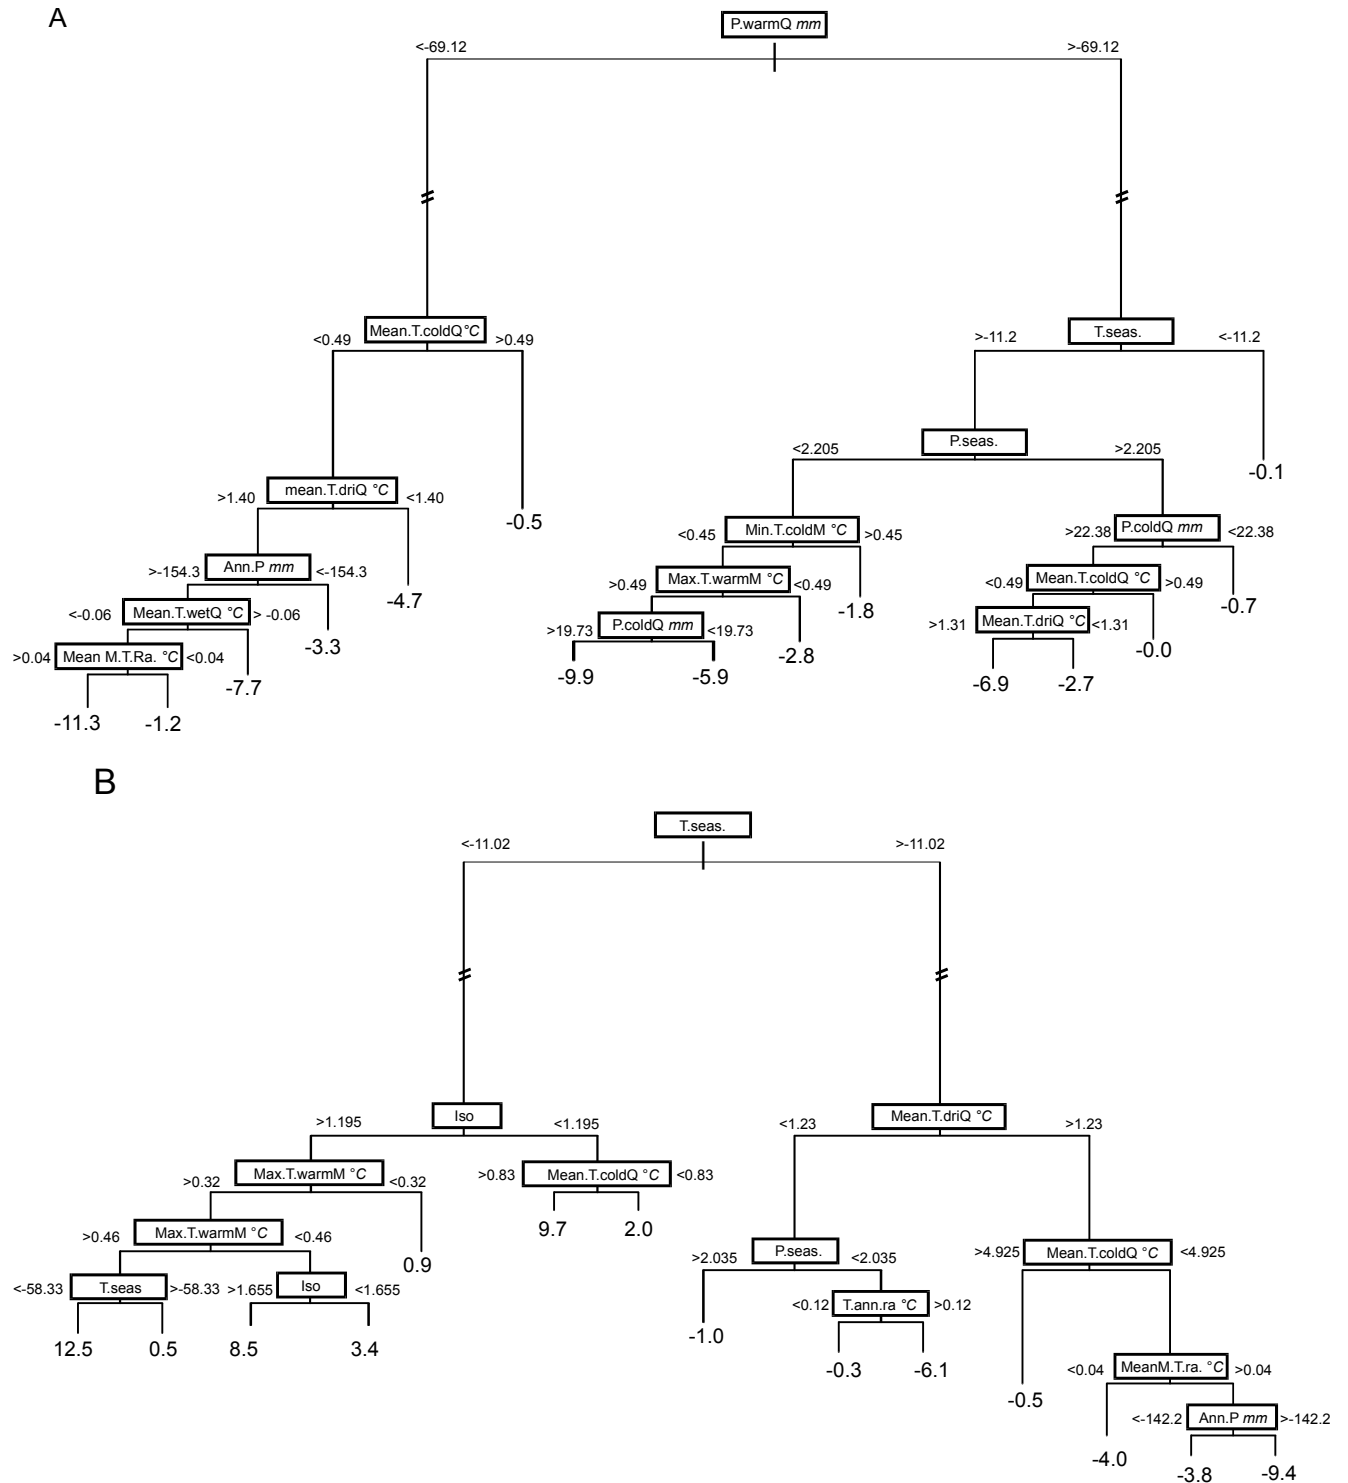 A
P.warmQ mm
<-69.12 >-69.12
Mean.T.coldQ°C T.seas.
<0.49 >0.49 >-11.2 <-11.2
P.seas.
<2.205 >2.205
-0.1
mean.T.driQ °C
>1.40 <1.40
-0.5 Min.T.coldM °C P.coldQ mm
<0.45 >0.45 >22.38 <22.38
Ann.P mm
>-154.3 <-154.3 Max.T.warmM °C Mean.T.coldQ °C
>0.49 <0.49 <0.49 >0.49
-4.7 -1.8 -0.7
Mean.T.wetQ °C
<-0.06 > -0.06 P.coldQ mm Mean.T.driQ °C
>19.73 <19.73 >1.31 <1.31
-3.3 -2.8 -0.0
>0.04 Mean M.T.Ra. °C <0.04
-7.7 -9.9 -5.9 -6.9 -2.7
-11.3 -1.2
B
T.seas.
<-11.02 >-11.02
Iso Mean.T.driQ °C
>1.195 <1.195 <1.23 >1.23
Max.T.warmM °C >0.83 Mean.T.coldQ °C <0.83
>0.32 <0.32
9.7 2.0
Max.T.warmM °C
>0.46 <0.46
P.seas. Mean.T.coldQ °C
>2.035 <2.035 >4.925 <4.925
0.9
<-58.33 T.seas >-58.33 >1.655 Iso <1.655
<0.12 T.ann.ra °C >0.12
-1.0
12.5 0.5 8.5 3.4
-0.3 -6.1
<0.04 MeanM.T.ra. °C >0.04
-0.5
<-142.2 Ann.P mm >-142.2
-4.0
-3.8 -9.4